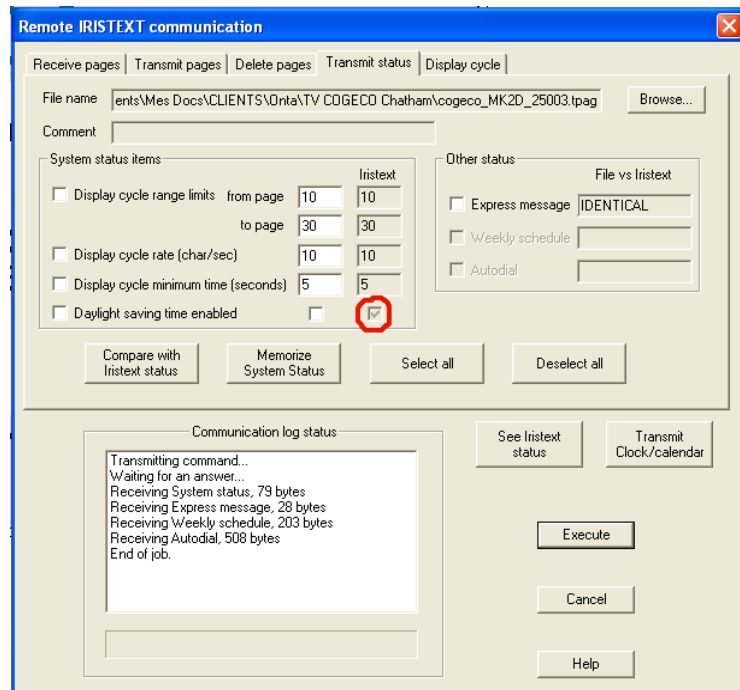 Remote IRISTEXT communication
Receive pages Transmit pages Delete pages Transmit status Display cycle
File name ents\Mes Docs\CLIENTS\Onta\TV COGECO Chatham\cogeco_MK2D_25003.tpag Browse...
Comment
System status items
Iristext
Display cycle range limits from page 10 10
to page 30 30
Display cycle rate (char/sec) 10 10
Display cycle minimum time (seconds) 5 5
Daylight saving time enabled
Other status
File vs Iristext
Express message IDENTICAL
Weekly schedule
Autodial
Compare with
Iristext status
Memorize
System Status
Select all
Deselect all
Communication log status
Transmitting command...
Waiting for an answer...
Receiving System status, 79 bytes
Receiving Express message, 28 bytes
Receiving Weekly schedule, 203 bytes
Receiving Autodial, 508 bytes
End of job.
See Iristext
status
Transmit
Clock/calendar
Execute
Cancel
Help